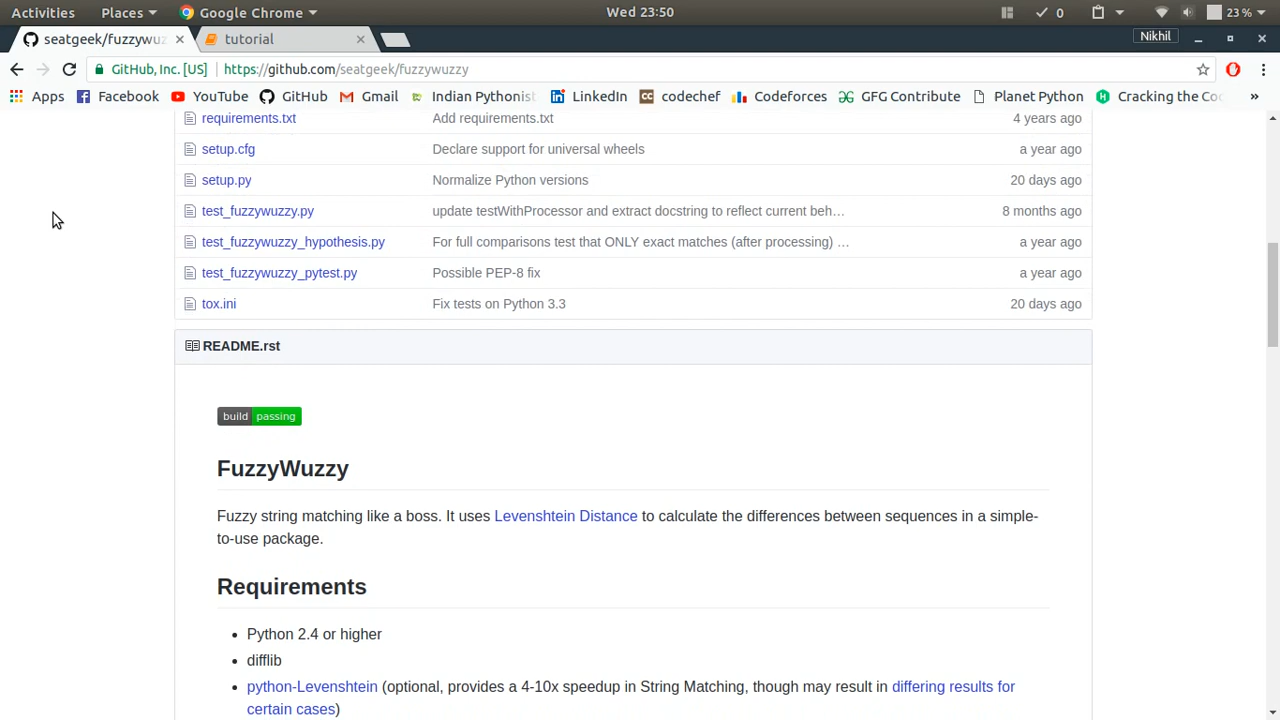 Activities Places Google Chrome Wed 23:50 0 23 %
seatgeek/fuzzywuz tutorial Nikhil
GitHub, Inc. [US] https://github.com/seatgeek/fuzzywuzzy
Apps Facebook YouTube GitHub Gmail Indian Pythonist LinkedIn codechef Codeforces GFG Contribute Planet Python Cracking the Co »
requirements.txt Add requirements.txt 4 years ago
setup.cfg Declare support for universal wheels a year ago
setup.py Normalize Python versions 20 days ago
test_fuzzywuzzy.py update testWithProcessor and extract docstring to reflect current beh… 8 months ago
test_fuzzywuzzy_hypothesis.py For full comparisons test that ONLY exact matches (after processing) … a year ago
test_fuzzywuzzy_pytest.py Possible PEP-8 fix a year ago
tox.ini Fix tests on Python 3.3 20 days ago
README.rst
build passing
FuzzyWuzzy
Fuzzy string matching like a boss. It uses Levenshtein Distance to calculate the differences between sequences in a simple-
to-use package.
Requirements
• Python 2.4 or higher
• difflib
• python-Levenshtein (optional, provides a 4-10x speedup in String Matching, though may result in differing results for
certain cases)